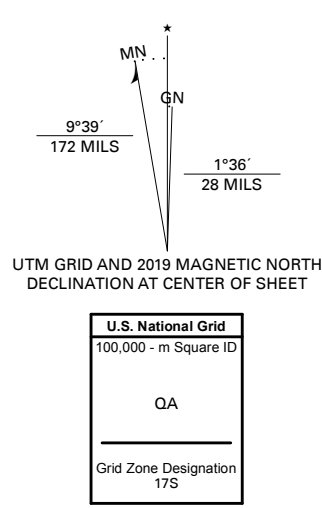 ★
MN
GN
9°39´
172 MILS
1°36´
28 MILS
UTM GRID AND 2019 MAGNETIC NORTH
DECLINATION AT CENTER OF SHEET
U.S. National Grid
100,000 - m Square ID
QA
Grid Zone Designation
17S